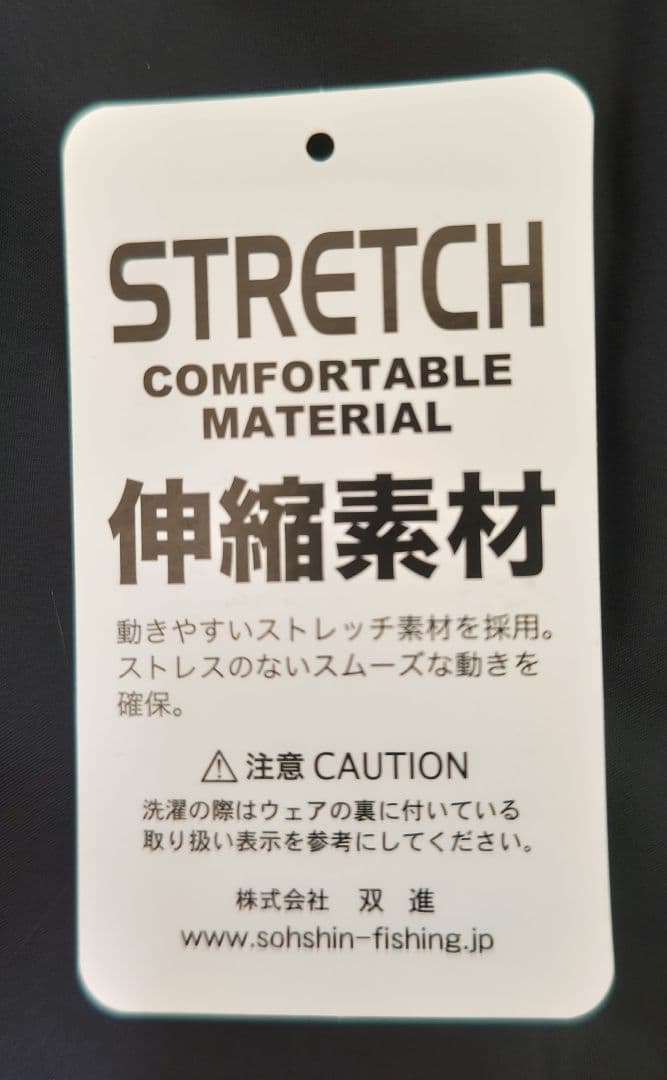 STRETCH
COMFORTABLE
MATERIAL
伸縮素材
動きやすいストレッチ素材を採用。
ストレスのないスムーズな動きを
確保。
⚠ 注意 CAUTION
洗濯の際はウェアの裏に付いている
取り扱い表示を参考にしてください。
株式会社 双 進
www.sohshin-fishing.jp